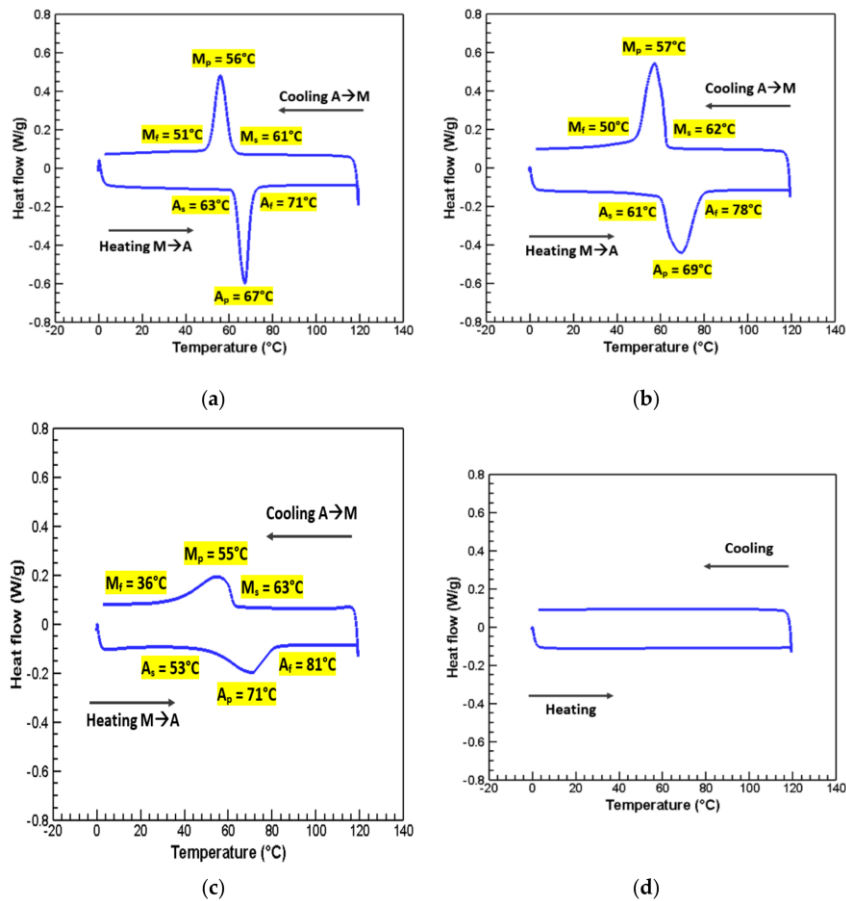 0.8
0.6
0.4
0.2
0
-0.2
-0.4
-0.6
-0.8
Heat flow (W/g)
Mₚ = 56°C
Cooling A→M
M_f = 51°C
Mₛ = 61°C
Aₛ = 63°C
A_f = 71°C
Heating M→A
Aₚ = 67°C
-20 0 20 40 60 80 100 120 140
Temperature (°C)
(a)
0.8
0.6
0.4
0.2
0
-0.2
-0.4
-0.6
-0.8
Heat flow (W/g)
Mₚ = 57°C
Cooling A→M
M_f = 50°C
Mₛ = 62°C
Aₛ = 61°C
A_f = 78°C
Heating M→A
Aₚ = 69°C
-20 0 20 40 60 80 100 120 140
Temperature (°C)
(b)
0.8
0.6
0.4
0.2
0
-0.2
-0.4
-0.6
-0.8
Heat flow (W/g)
Cooling A→M
Mₚ = 55°C
M_f = 36°C
Mₛ = 63°C
Aₛ = 53°C
A_f = 81°C
Aₚ = 71°C
Heating M→A
-20 0 20 40 60 80 100 120 140
Temperature (°C)
(c)
0.8
0.6
0.4
0.2
0
-0.2
-0.4
-0.6
-0.8
Heat flow (W/g)
Cooling
Heating
-20 0 20 40 60 80 100 120 140
Temperature (°C)
(d)